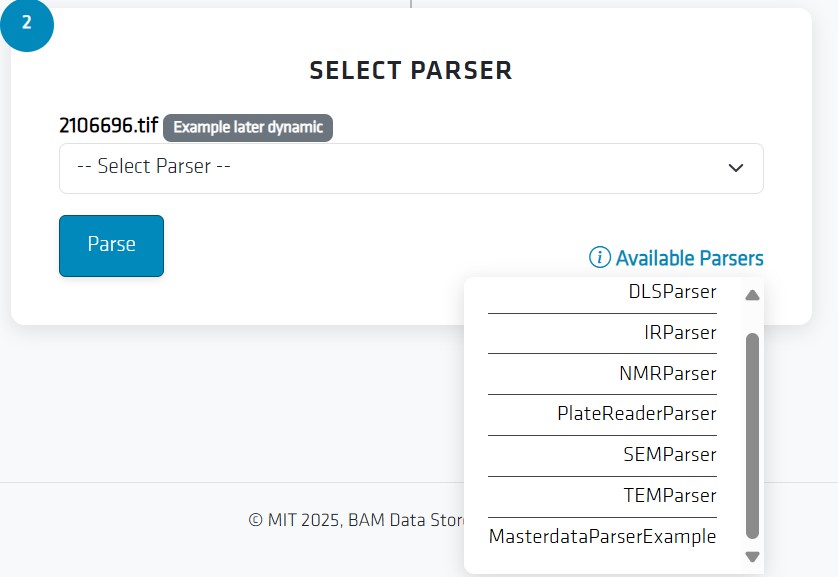 2
SELECT PARSER
2106696.tif Example later dynamic
-- Select Parser --
Parse
i Available Parsers
DLSParser
IRParser
NMRParser
PlateReaderParser
SEMParser
TEMParser
MasterdataParserExample
© MIT 2025, BAM Data Stor